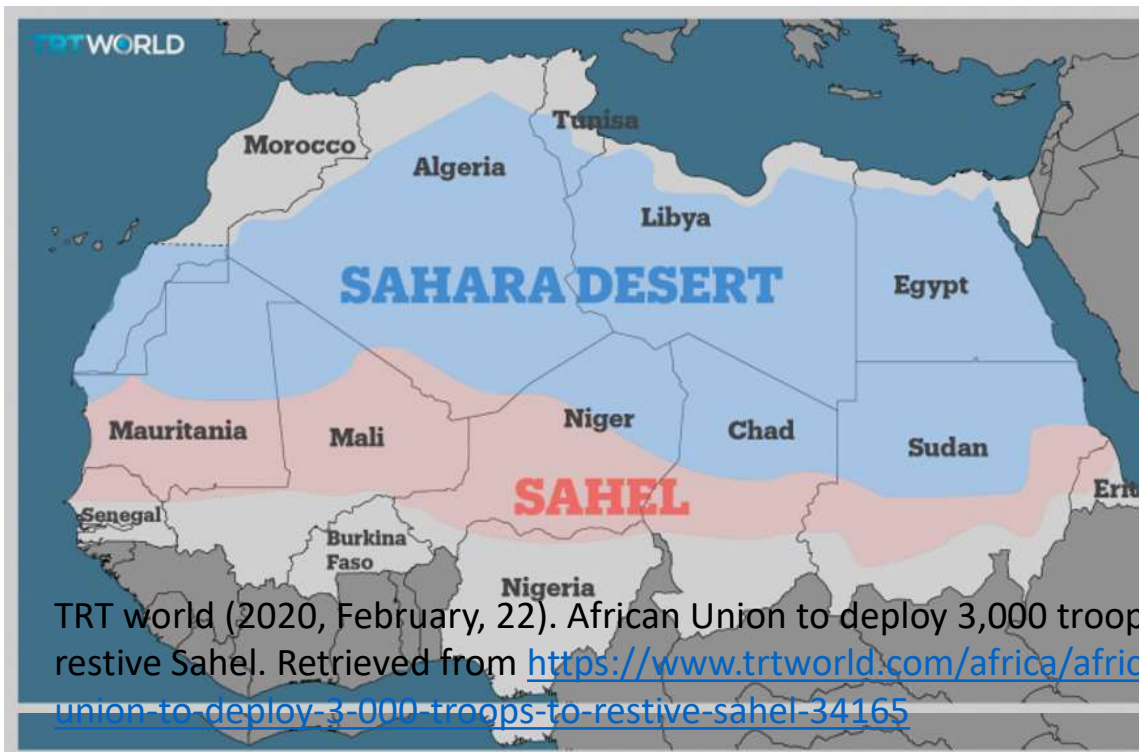 TRT WORLD
Morocco
Tunisa
Algeria
Libya
Egypt
SAHARA DESERT
Mauritania
Mali
Niger
Chad
Sudan
SAHEL
Senegal
Burkina
Faso
Nigeria
TRT world (2020, February, 22). African Union to deploy 3,000 troop
restive Sahel. Retrieved from https://www.trtworld.com/africa/afric
union-to-deploy-3-000-troops-to-restive-sahel-34165